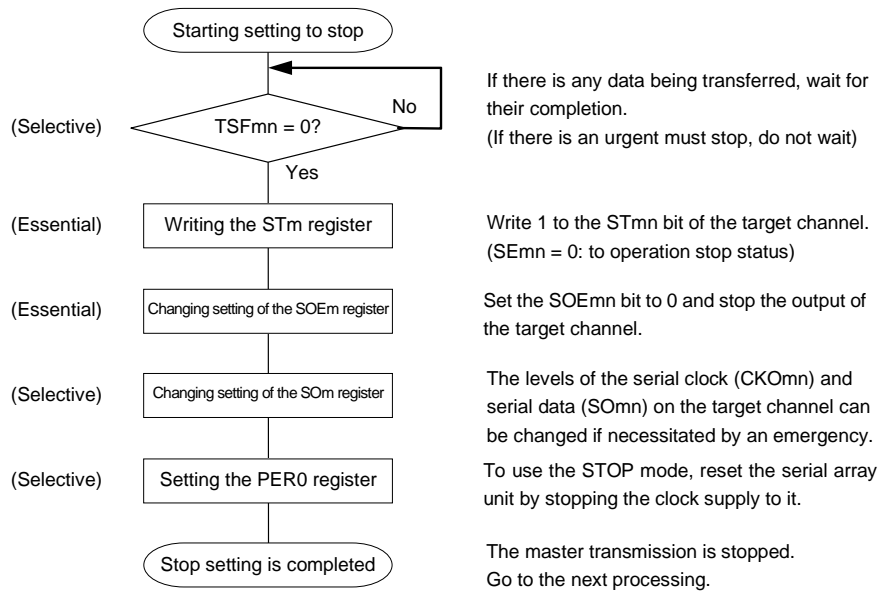 Starting setting to stop
No
If there is any data being transferred, wait for
their completion.
(If there is an urgent must stop, do not wait)
(Selective)
TSFmn = 0?
Yes
(Essential)
Writing the STm register
Write 1 to the STmn bit of the target channel.
(SEmn = 0: to operation stop status)
(Essential)
Changing setting of the SOEm register
Set the SOEmn bit to 0 and stop the output of
the target channel.
(Selective)
Changing setting of the SOm register
The levels of the serial clock (CKOmn) and
serial data (SOmn) on the target channel can
be changed if necessitated by an emergency.
(Selective)
Setting the PER0 register
To use the STOP mode, reset the serial array
unit by stopping the clock supply to it.
Stop setting is completed
The master transmission is stopped.
Go to the next processing.